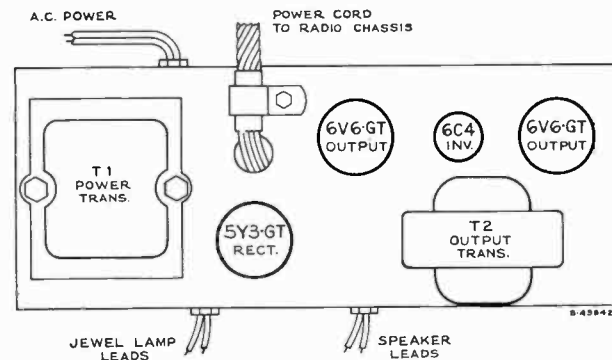 A.C. POWER
POWER CORD
TO RADIO CHASSIS
6V6-GT
OUTPUT
6C4
INV.
6V6-GT
OUTPUT
T1
POWER
TRANS.
5Y3-GT
RECT.
T2
OUTPUT
TRANS.
JEWEL LAMP
LEADS
SPEAKER
LEADS